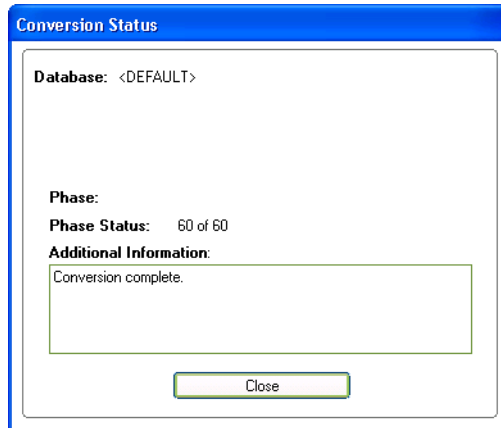 Conversion Status
Database: <DEFAULT>
Phase:
Phase Status: 60 of 60
Additional Information:
Conversion complete.
Close